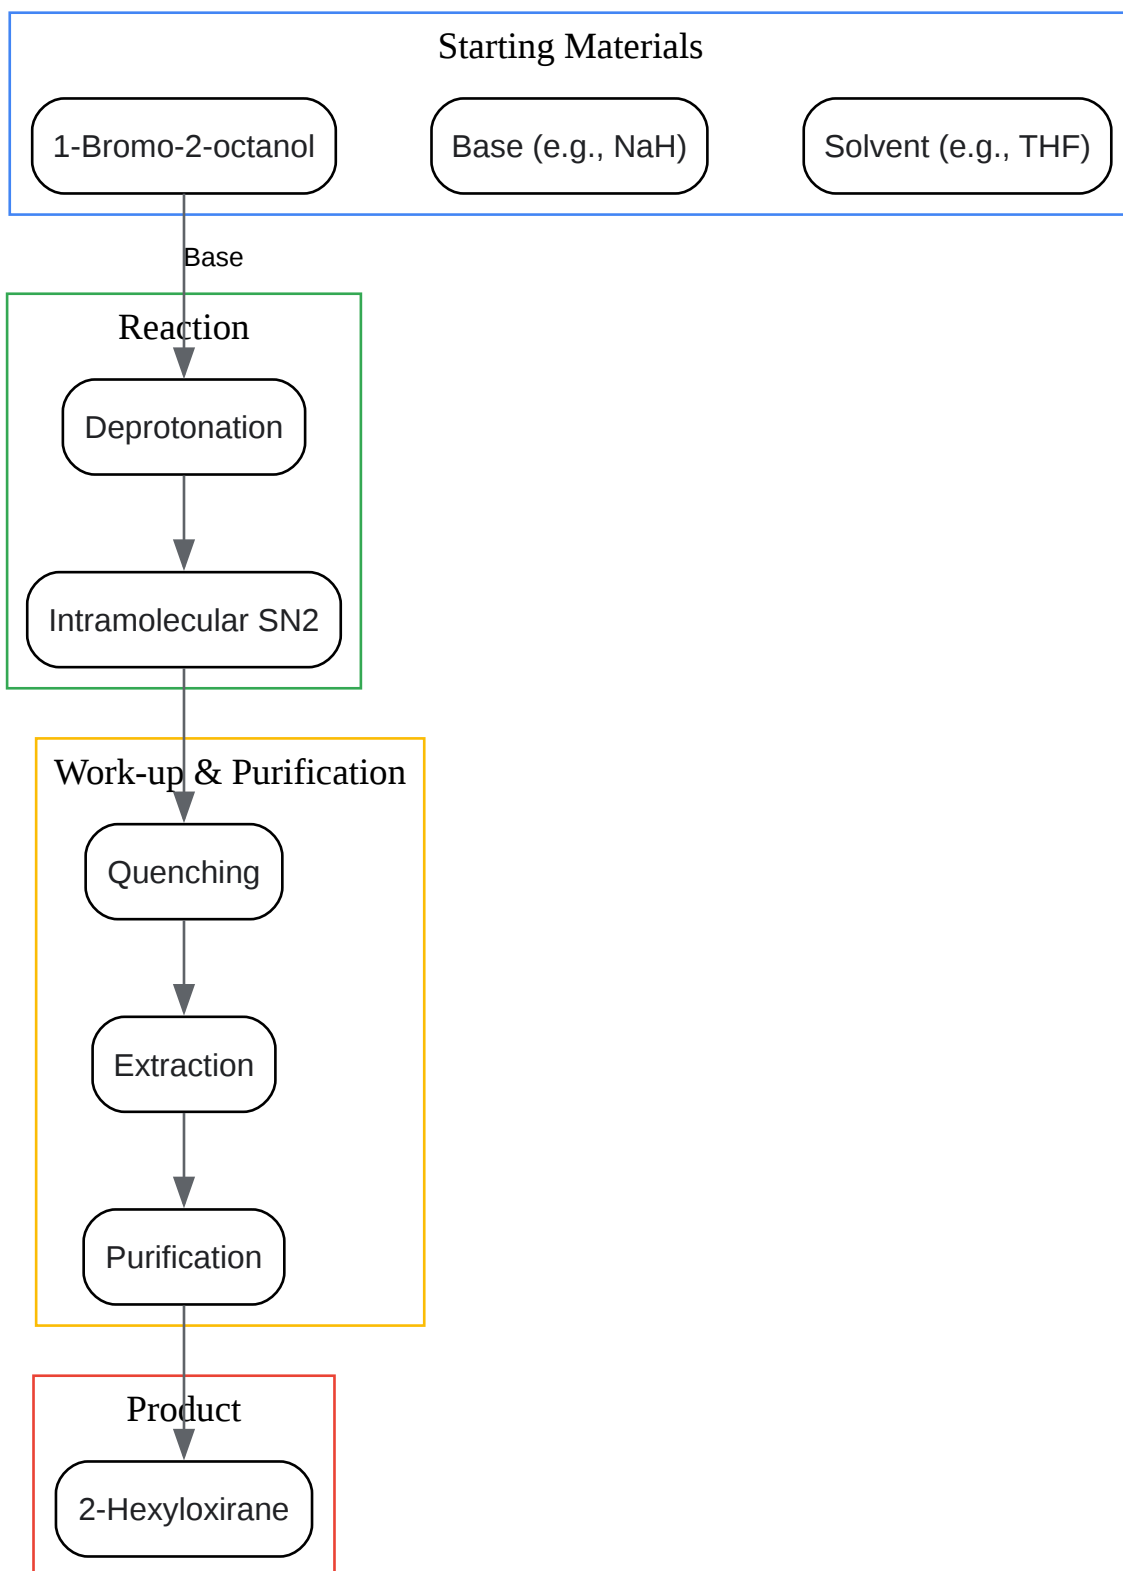 Starting Materials
1-Bromo-2-octanol
Base (e.g., NaH)
Solvent (e.g., THF)
Base
Reaction
Deprotonation
Intramolecular SN2
Work-up & Purification
Quenching
Extraction
Purification
Product
2-Hexyloxirane